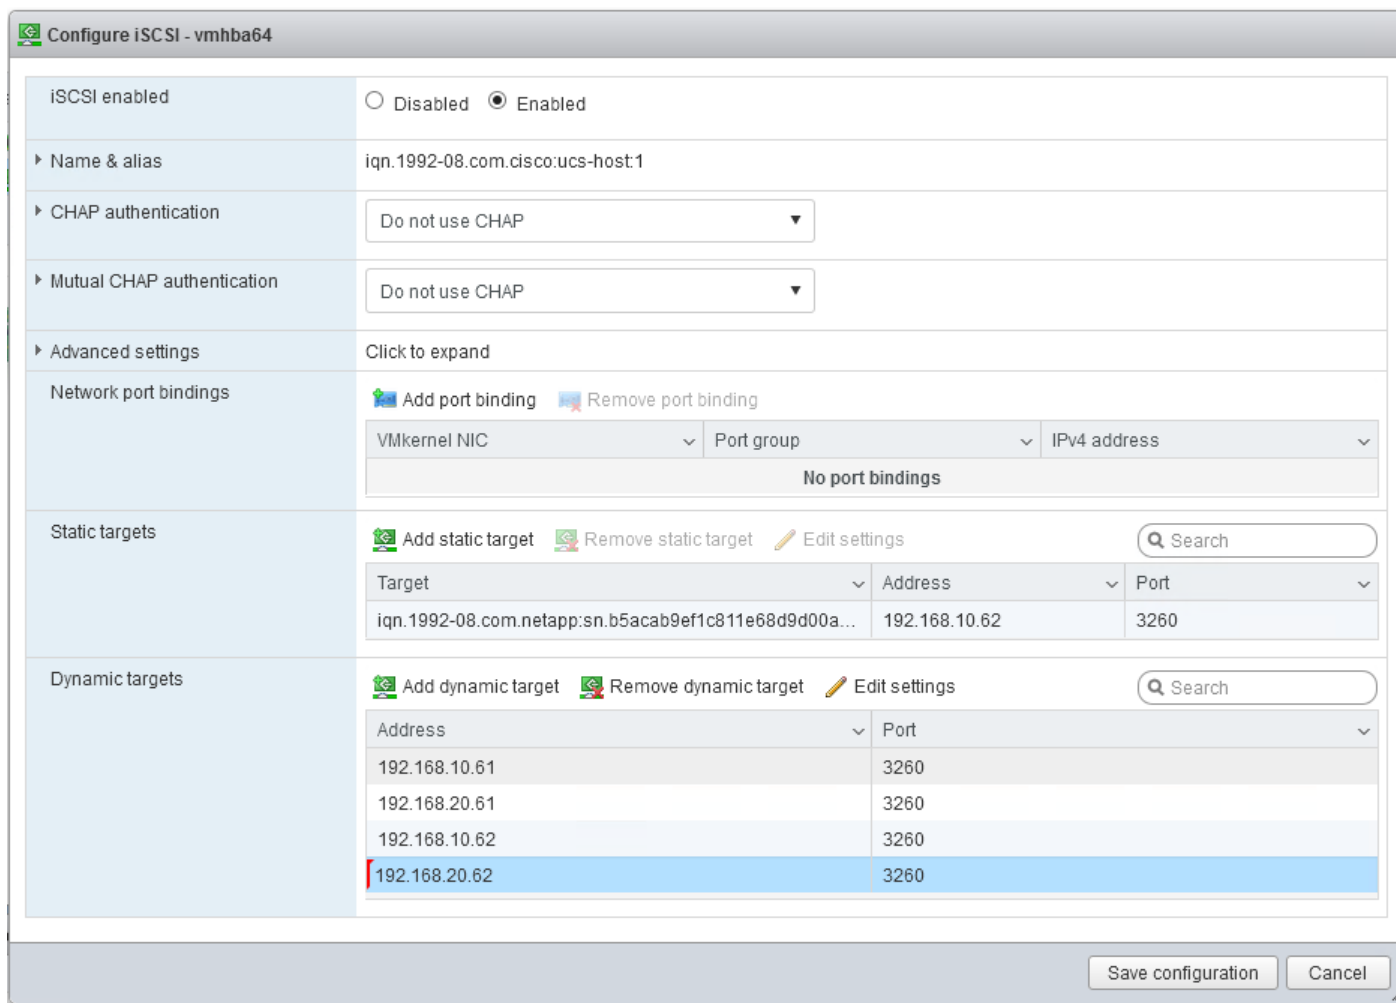 Configure iSCSI - vmhba64
iSCSI enabled Disabled Enabled
Name & alias iqn.1992-08.com.cisco:ucs-host:1
CHAP authentication Do not use CHAP
Mutual CHAP authentication Do not use CHAP
Advanced settings Click to expand
Network port bindings Add port binding Remove port binding
VMkernel NIC Port group IPv4 address
No port bindings
Static targets Add static target Remove static target Edit settings Search
Target Address Port
iqn.1992-08.com.netapp:sn.b5acab9ef1c811e68d9d00a... 192.168.10.62 3260
Dynamic targets Add dynamic target Remove dynamic target Edit settings Search
Address Port
192.168.10.61 3260
192.168.20.61 3260
192.168.10.62 3260
192.168.20.62 3260
Save configuration Cancel